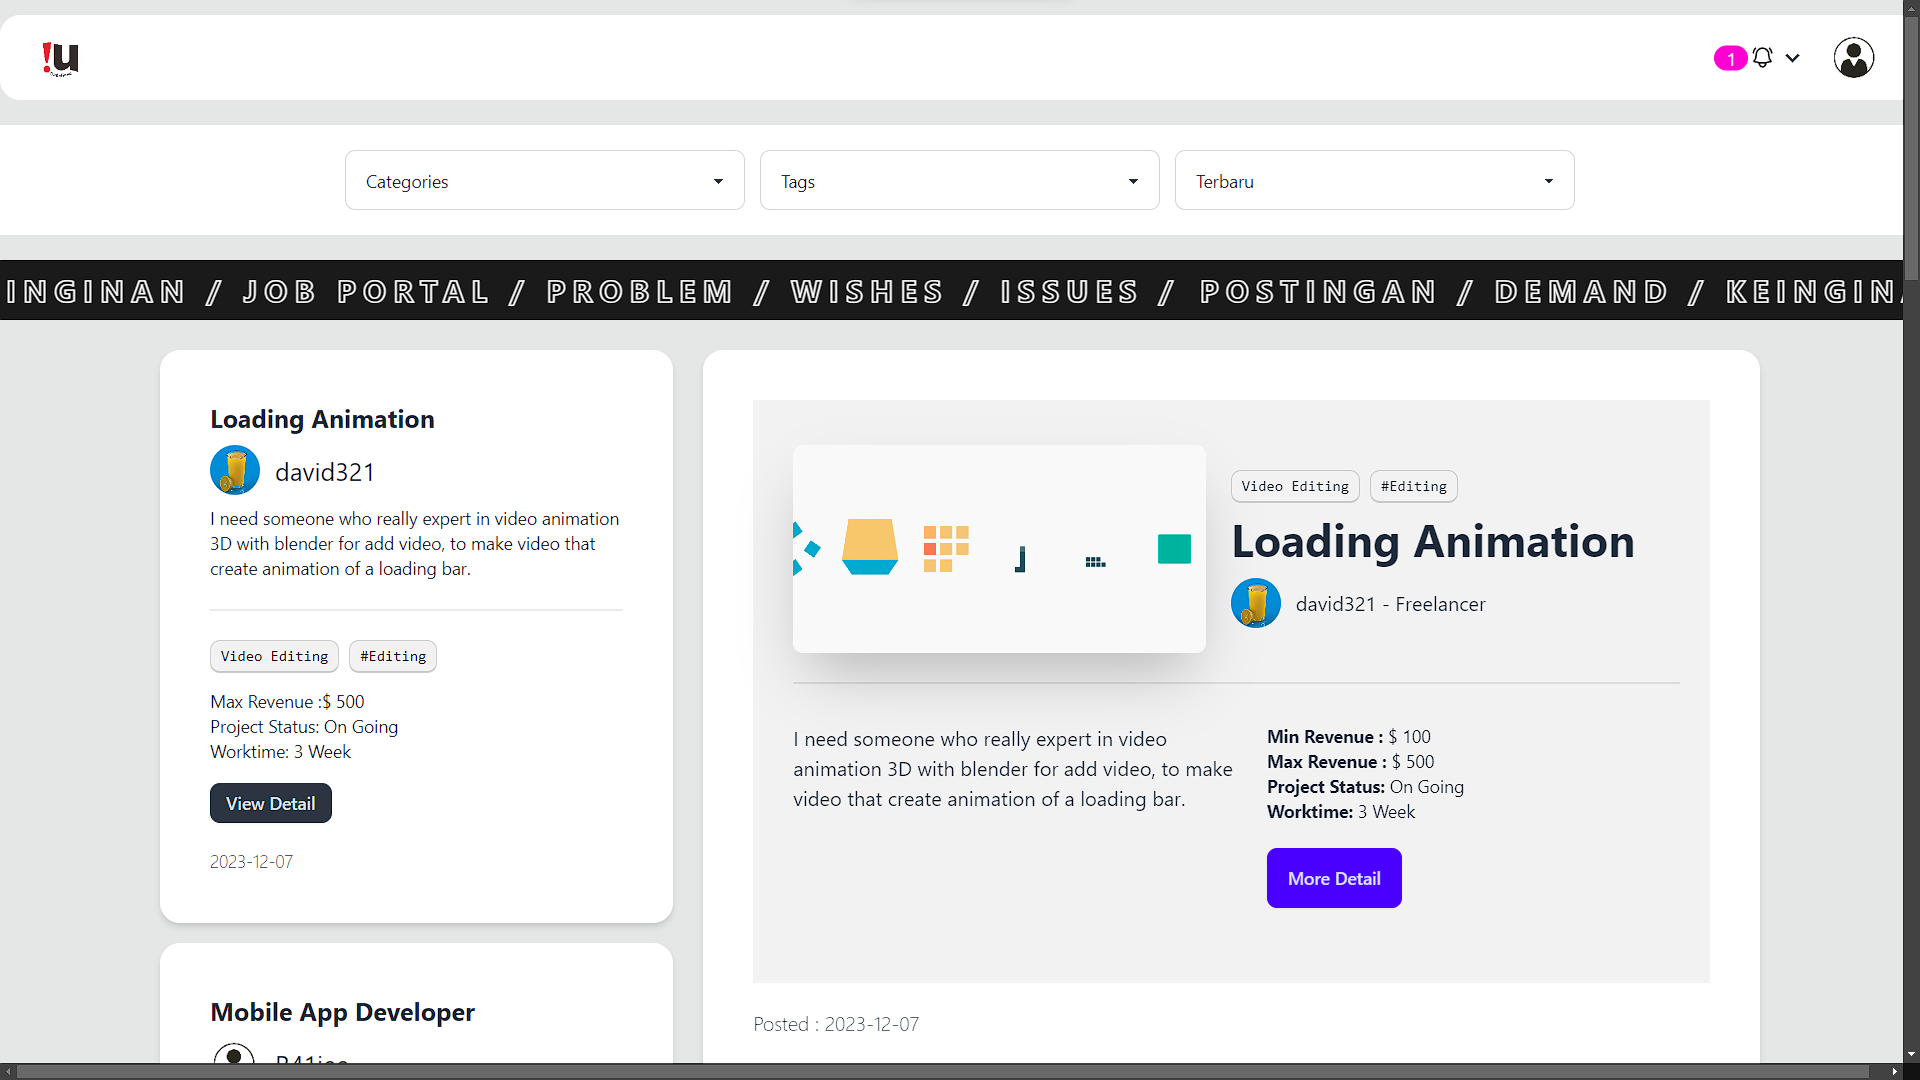 !u
1
Categories
Tags
Terbaru
INGINAN / JOB PORTAL / PROBLEM / WISHES / ISSUES / POSTINGAN / DEMAND / KEINGINA
Loading Animation
david321
I need someone who really expert in video animation
3D with blender for add video, to make video that
create animation of a loading bar.
Video Editing
#Editing
Max Revenue :$ 500
Project Status: On Going
Worktime: 3 Week
View Detail
2023-12-07
Mobile App Developer
Video Editing
#Editing
Loading Animation
david321 - Freelancer
I need someone who really expert in video
animation 3D with blender for add video, to make
video that create animation of a loading bar.
Min Revenue : $ 100
Max Revenue : $ 500
Project Status: On Going
Worktime: 3 Week
More Detail
Posted : 2023-12-07